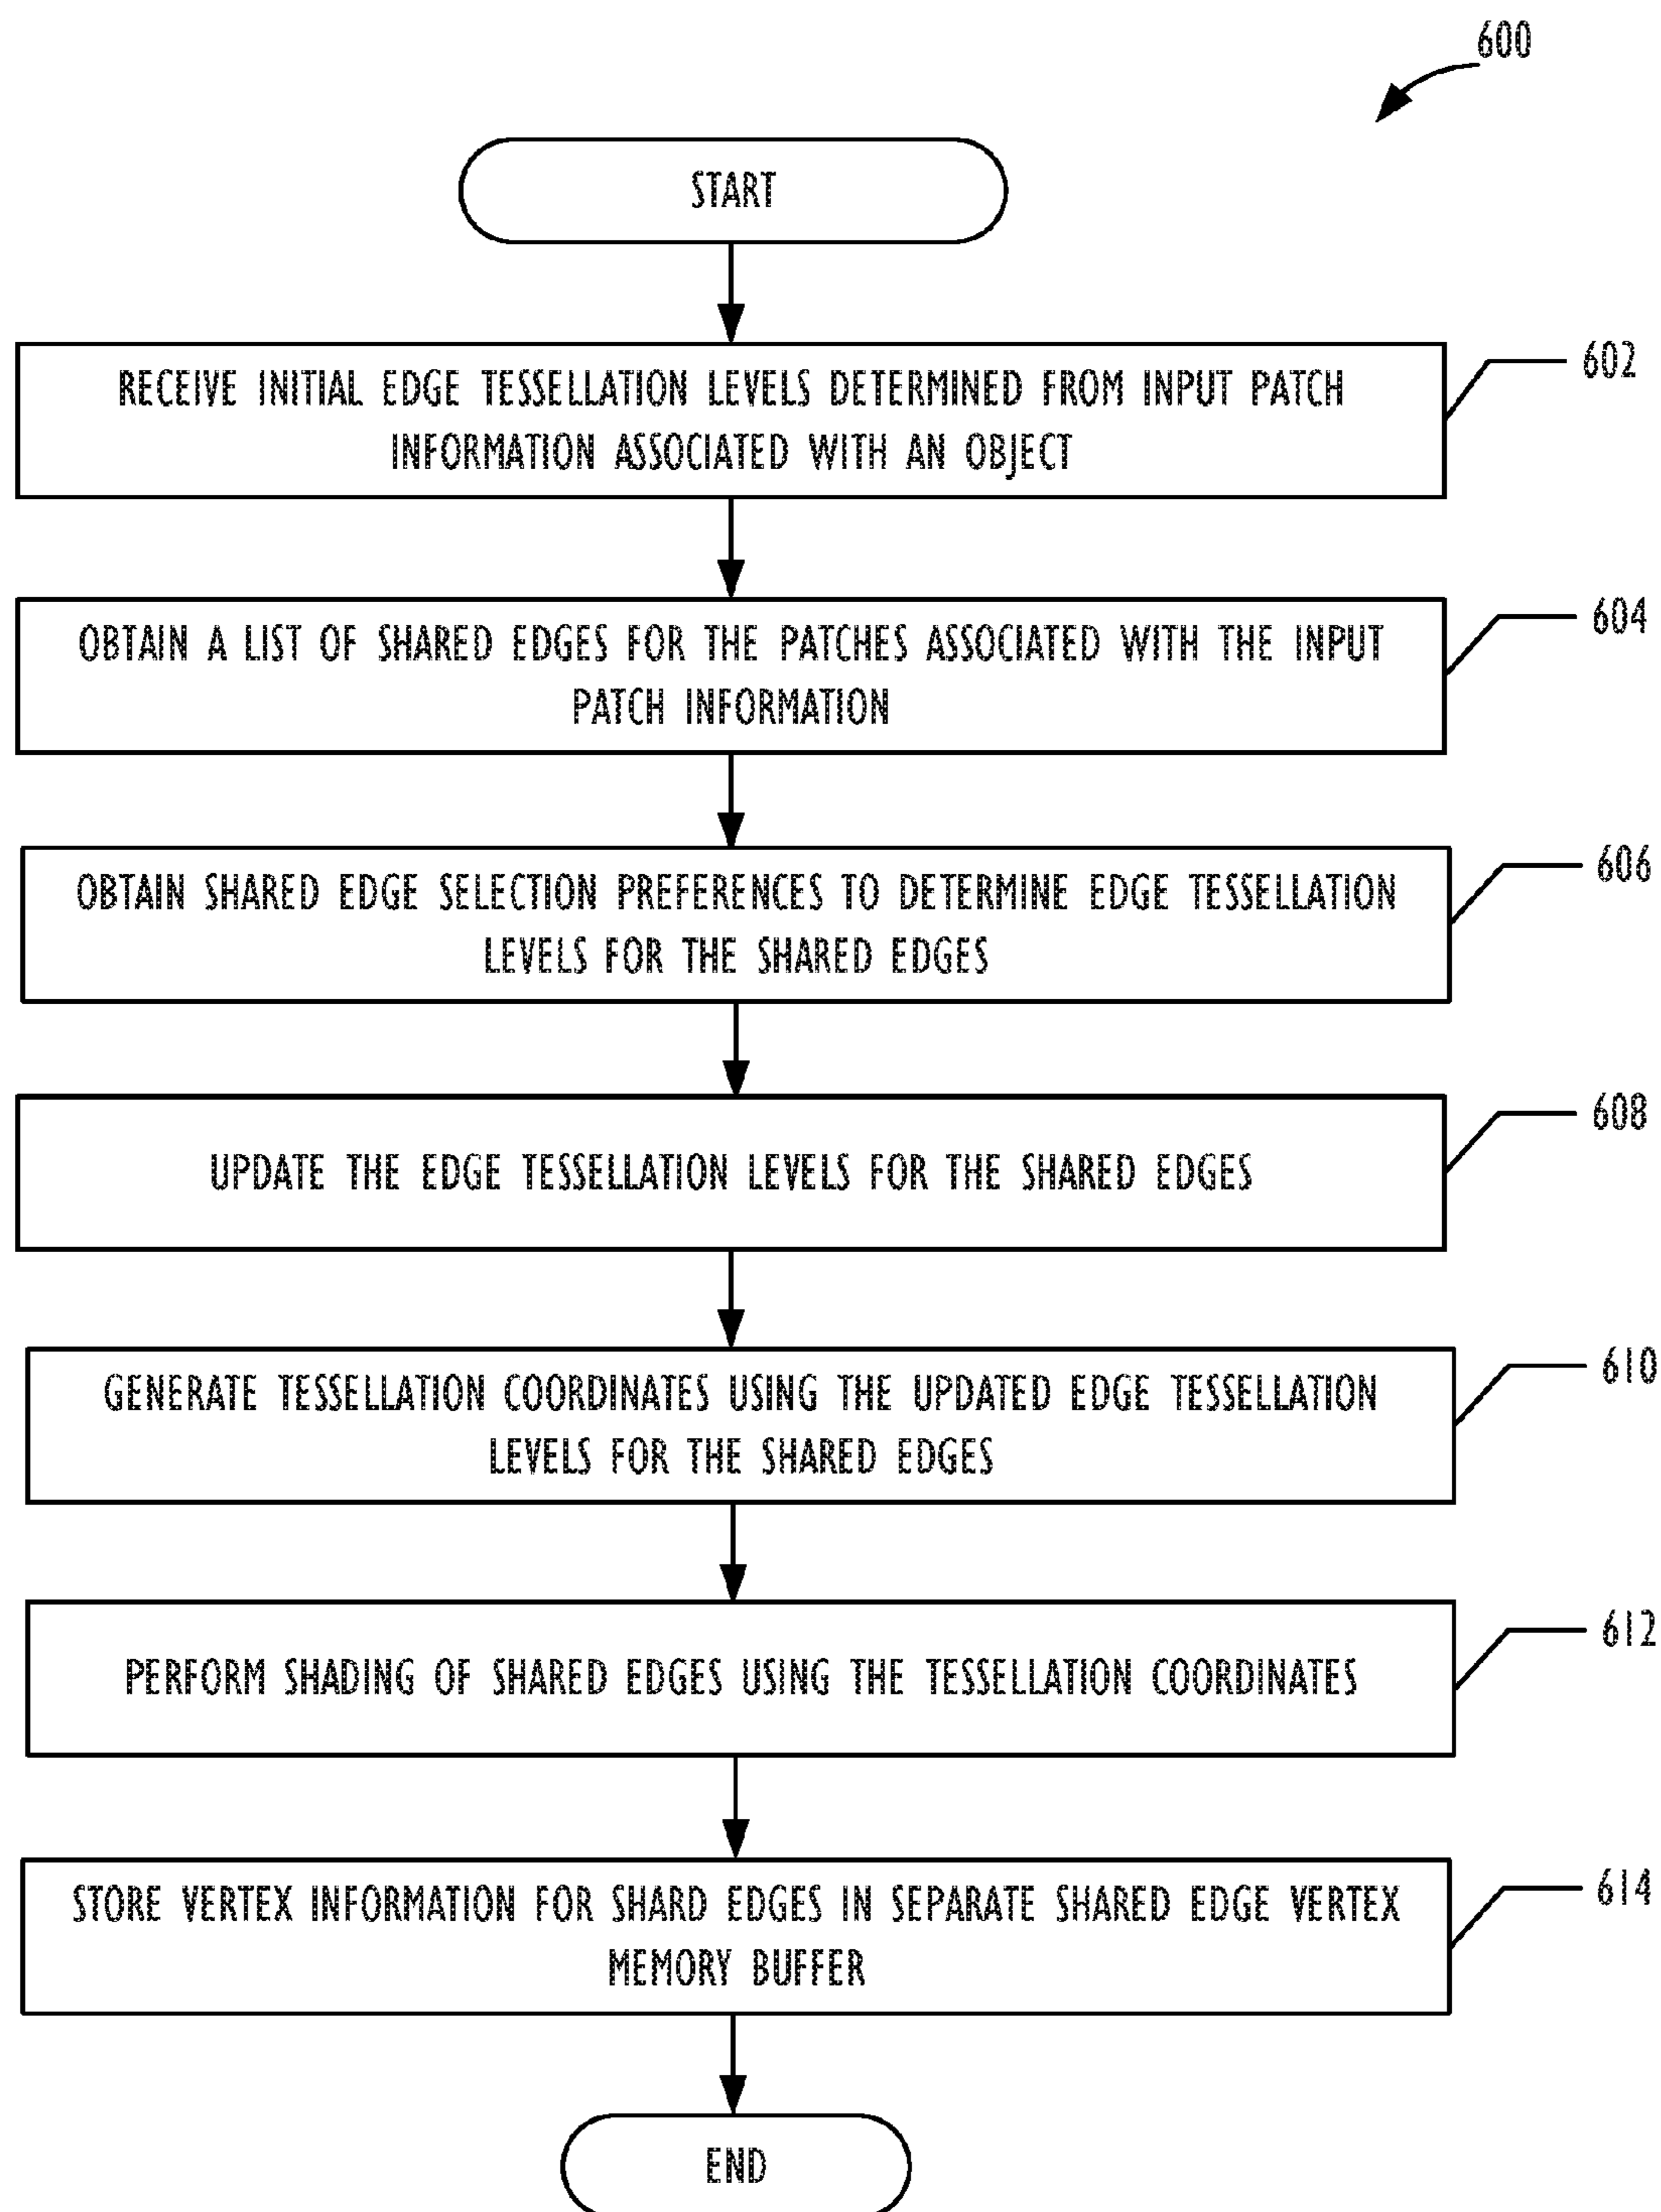 600
START
RECEIVE INITIAL EDGE TESSELLATION LEVELS DETERMINED FROM INPUT PATCH
INFORMATION ASSOCIATED WITH AN OBJECT
602
OBTAIN A LIST OF SHARED EDGES FOR THE PATCHES ASSOCIATED WITH THE INPUT
PATCH INFORMATION
604
OBTAIN SHARED EDGE SELECTION PREFERENCES TO DETERMINE EDGE TESSELLATION
LEVELS FOR THE SHARED EDGES
606
UPDATE THE EDGE TESSELLATION LEVELS FOR THE SHARED EDGES
608
GENERATE TESSELLATION COORDINATES USING THE UPDATED EDGE TESSELLATION
LEVELS FOR THE SHARED EDGES
610
PERFORM SHADING OF SHARED EDGES USING THE TESSELLATION COORDINATES
612
STORE VERTEX INFORMATION FOR SHARD EDGES IN SEPARATE SHARED EDGE VERTEX
MEMORY BUFFER
614
END